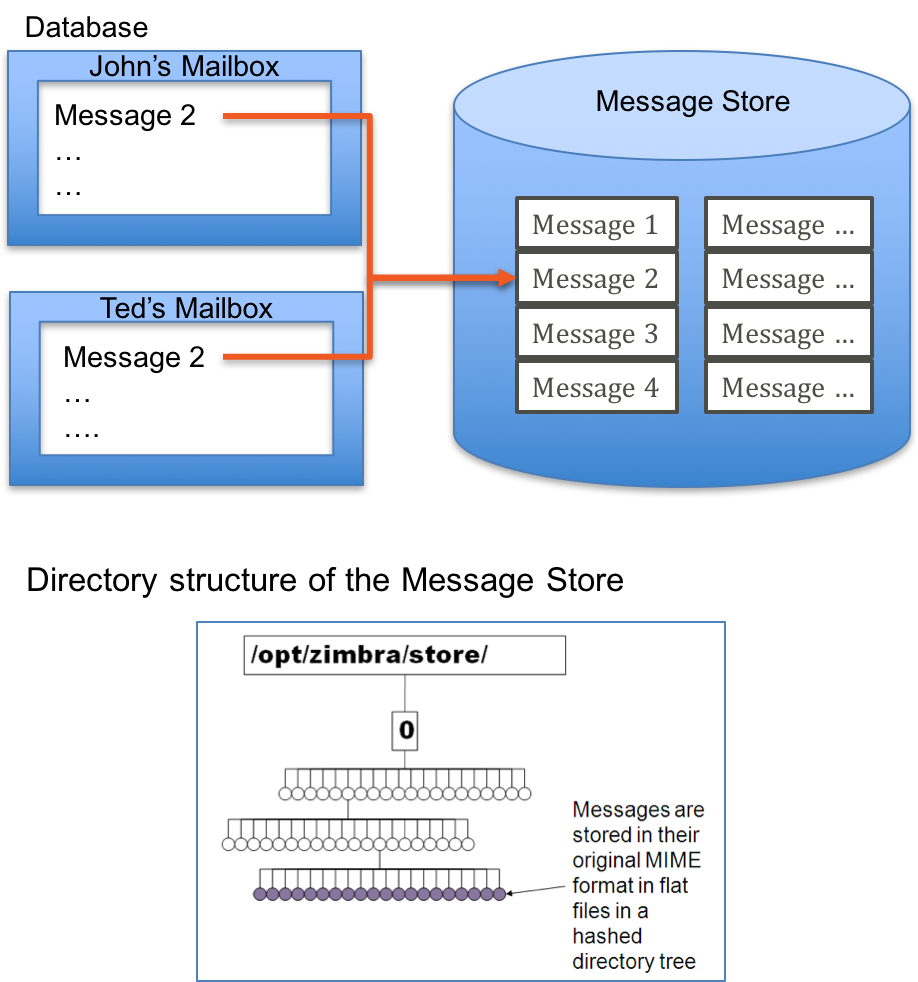 Database
John’s Mailbox
Message 2
…
…
Ted’s Mailbox
Message 2
…
….
Message Store
Message 1
Message 2
Message 3
Message 4
Message …
Message …
Message …
Message …
Directory structure of the Message Store
/opt/zimbra/store/
0
Messages are
stored in their
original MIME
format in flat
files in a
hashed
directory tree